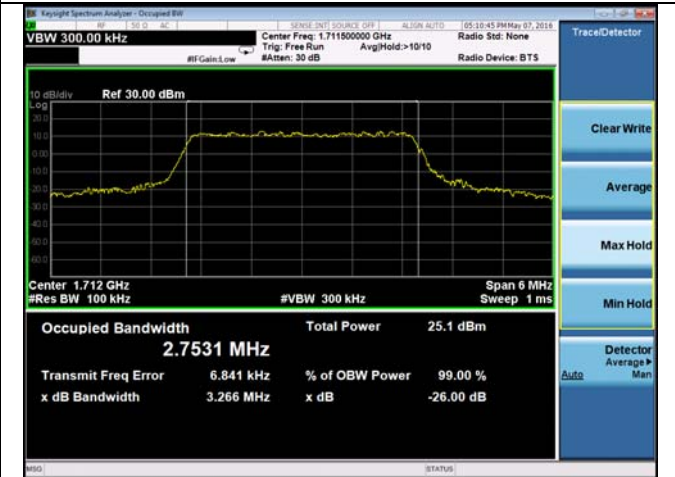 Keysight Spectrum Analyzer - Occupied BW
RF 50 Ω AC SENSE:INT SOURCE OFF ALIGN AUTO 05:10:45 PM May 07, 2016
VBW 300.00 kHz
Center Freq: 1.711500000 GHz
Radio Std: None
Trig: Free Run Avg|Hold:>10/10
#IFGain:Low
#Atten: 30 dB
Radio Device: BTS
Trace/Detector
10 dB/div Ref 30.00 dBm
Log
20.0
10.0
0.00
-10.0
-20.0
-30.0
-40.0
-50.0
-60.0
Center 1.712 GHz
Span 6 MHz
#Res BW 100 kHz
#VBW 300 kHz
Sweep 1 ms
Occupied Bandwidth
2.7531 MHz
Total Power 25.1 dBm
Transmit Freq Error 6.841 kHz
% of OBW Power 99.00 %
x dB Bandwidth 3.266 MHz
x dB -26.00 dB
Clear Write
Average
Max Hold
Min Hold
Detector
Average
Auto Man
MSG
STATUS